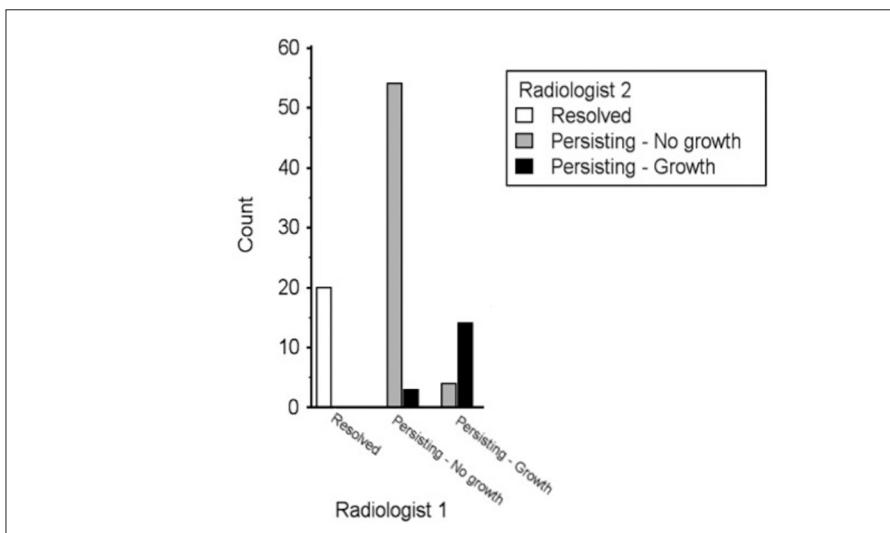 60
50
40
30
20
10
0
Count
Radiologist 2
Resolved
Persisting - No growth
Persisting - Growth
Resolved
Persisting - No growth
Persisting - Growth
Radiologist 1